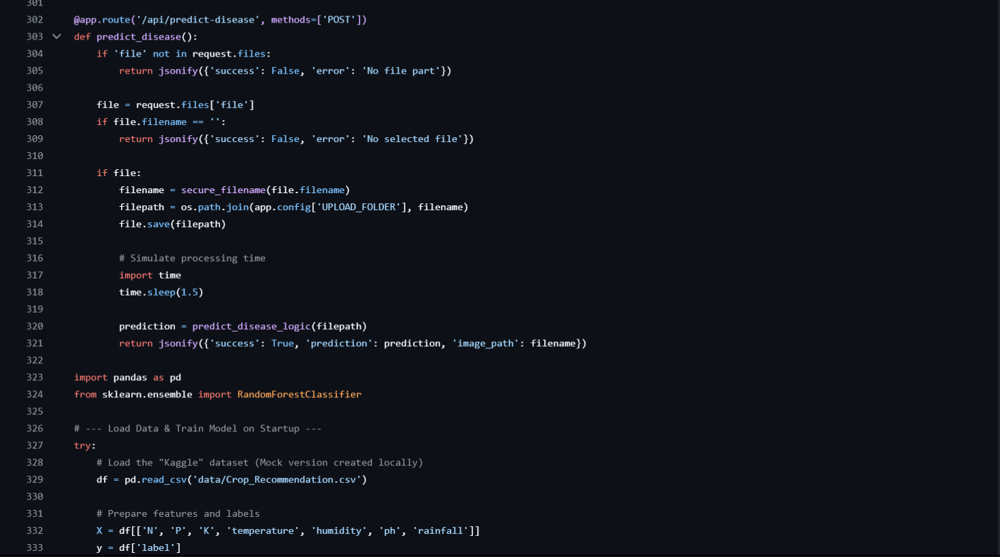 301
302 @app.route('/api/predict-disease', methods=['POST'])
303 def predict_disease():
304     if 'file' not in request.files:
305         return jsonify({'success': False, 'error': 'No file part'})
306
307     file = request.files['file']
308     if file.filename == '':
309         return jsonify({'success': False, 'error': 'No selected file'})
310
311     if file:
312         filename = secure_filename(file.filename)
313         filepath = os.path.join(app.config['UPLOAD_FOLDER'], filename)
314         file.save(filepath)
315
316         # Simulate processing time
317         import time
318         time.sleep(1.5)
319
320         prediction = predict_disease_logic(filepath)
321         return jsonify({'success': True, 'prediction': prediction, 'image_path': filename})
322
323 import pandas as pd
324 from sklearn.ensemble import RandomForestClassifier
325
326 # --- Load Data & Train Model on Startup ---
327 try:
328     # Load the "Kaggle" dataset (Mock version created locally)
329     df = pd.read_csv('data/Crop_Recommendation.csv')
330
331     # Prepare features and labels
332     X = df[['N', 'P', 'K', 'temperature', 'humidity', 'ph', 'rainfall']]
333     y = df['label']